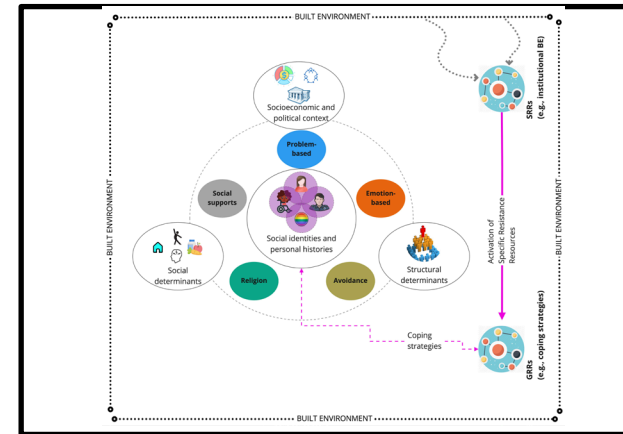 BUILT ENVIRONMENT
Socioeconomic and
political context
Problem-
based
Social
supports
Emotion-
based
Social identities and
personal histories
Social
determinants
Structural
determinants
Religion
Avoidance
Coping
strategies
SRRs
(e.g., institutional BE)
Activation of
Specific Resistance
Resources
GRRs
(e.g., coping strategies)
BUILT ENVIRONMENT
BUILT ENVIRONMENT
BUILT ENVIRONMENT